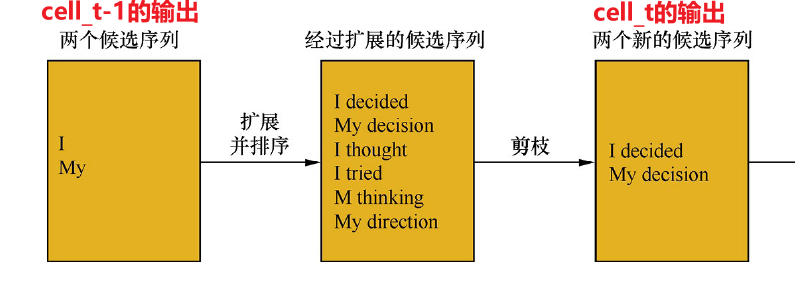 cell_t-1的输出
两个候选序列
I
My
扩展
并排序
经过扩展的候选序列
I decided
My decision
I thought
I tried
M thinking
My direction
剪枝
cell_t的输出
两个新的候选序列
I decided
My decision